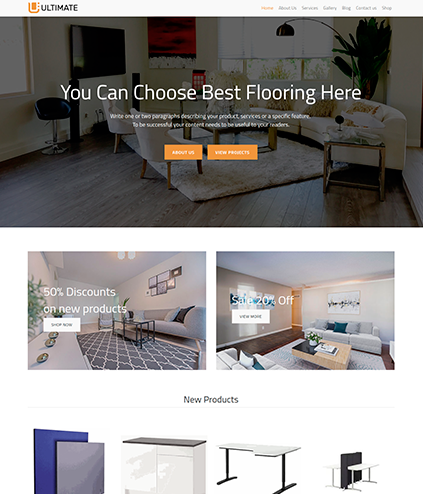 ULTIMATE
Home About Us Services Gallery Blog Contact us Shop
You Can Choose Best Flooring Here
Write one or two paragraphs describing your product, services or a specific feature.
To be successful your content needs to be useful to your readers.
ABOUT US VIEW PROJECTS
50% Discounts
on new products
SHOP NOW
Sale 20% Off
VIEW MORE
New Products